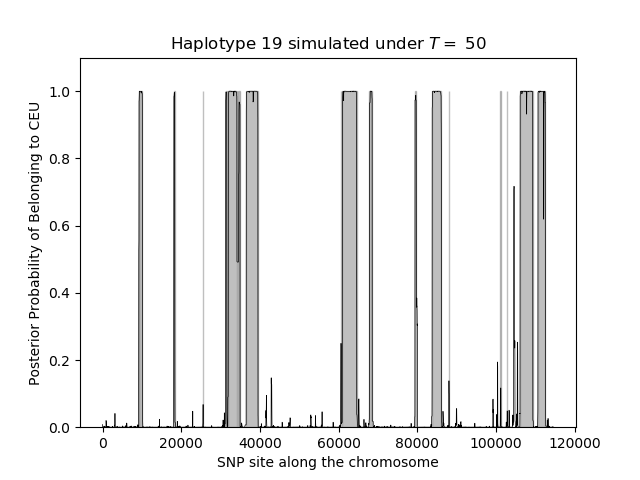 Haplotype 19 simulated under T = 50
Posterior Probability of Belonging to CEU
1.0
0.8
0.6
0.4
0.2
0.0
0 20000 40000 60000 80000 100000 120000
SNP site along the chromosome